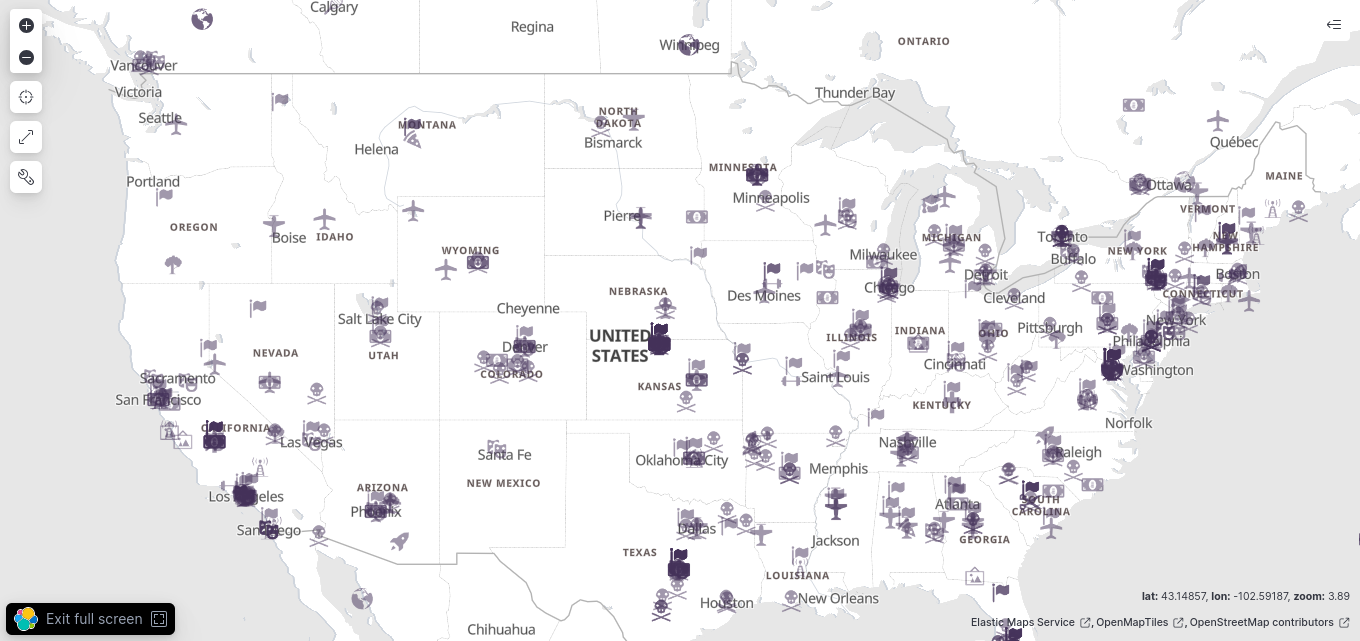 Calgary
Regina
Winnipeg
ONTARIO
Vancouver
Victoria
Seattle
Thunder Bay
MONTANA
NORTH
DAKOTA
Helena
Bismarck
Québec
MINNESOTA
Portland
Minneapolis
Ottawa
MAINE
OREGON
Boise
IDAHO
Pierre
VERMONT
MICHIGAN
Toronto
NEW YORK
NEW
HAMPSHIRE
WYOMING
Milwaukee
Buffalo
Detroit
Boston
NEBRASKA
Des Moines
Chicago
Cleveland
CONNECTICUT
Cheyenne
Salt Lake City
New York
UNITED
STATES
ILLINOIS
INDIANA
OHIO
Pittsburgh
Philadelphia
NEVADA
UTAH
Denver
COLORADO
Cincinnati
Washington
Sacramento
KANSAS
Saint Louis
San Francisco
KENTUCKY
Norfolk
CALIFORNIA
Las Vegas
Nashville
Raleigh
Santa Fe
Oklahoma City
Memphis
NEW MEXICO
ARIZONA
Los Angeles
Phoenix
Atlanta
SOUTH
CAROLINA
San Diego
Dallas
Jackson
GEORGIA
TEXAS
LOUISIANA
Houston
New Orleans
Chihuahua
Exit full screen
lat: 43.14857, lon: -102.59187, zoom: 3.89
Elastic Maps Service , OpenMapTiles , OpenStreetMap contributors